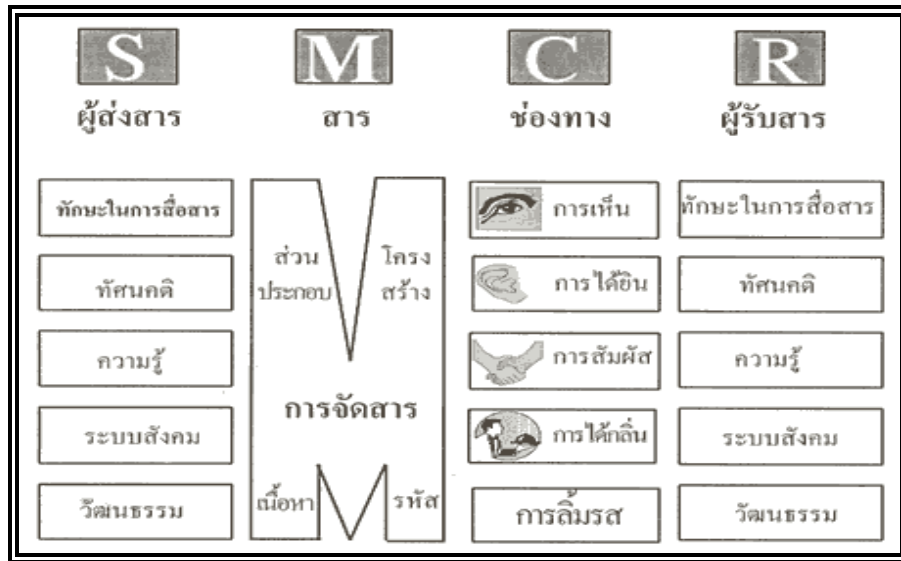 S M C R
ผู้ส่งสาร สาร ช่องทาง ผู้รับสาร
ทักษะในการสื่อสาร
ทัศนคติ
ความรู้
ระบบสังคม
วัฒนธรรม
ส่วน
ประกอบ
โครง
สร้าง
การจัดสาร
เนื้อหา
รหัส
การเห็น
การได้ยิน
การสัมผัส
การได้กลิ่น
การลิ้มรส
ทักษะในการสื่อสาร
ทัศนคติ
ความรู้
ระบบสังคม
วัฒนธรรม